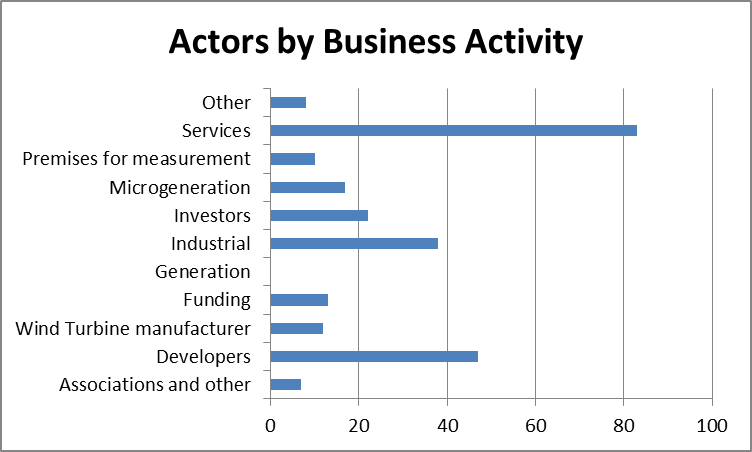 Actors by Business Activity
Other
Services
Premises for measurement
Microgeneration
Investors
Industrial
Generation
Funding
Wind Turbine manufacturer
Developers
Associations and other
0 20 40 60 80 100